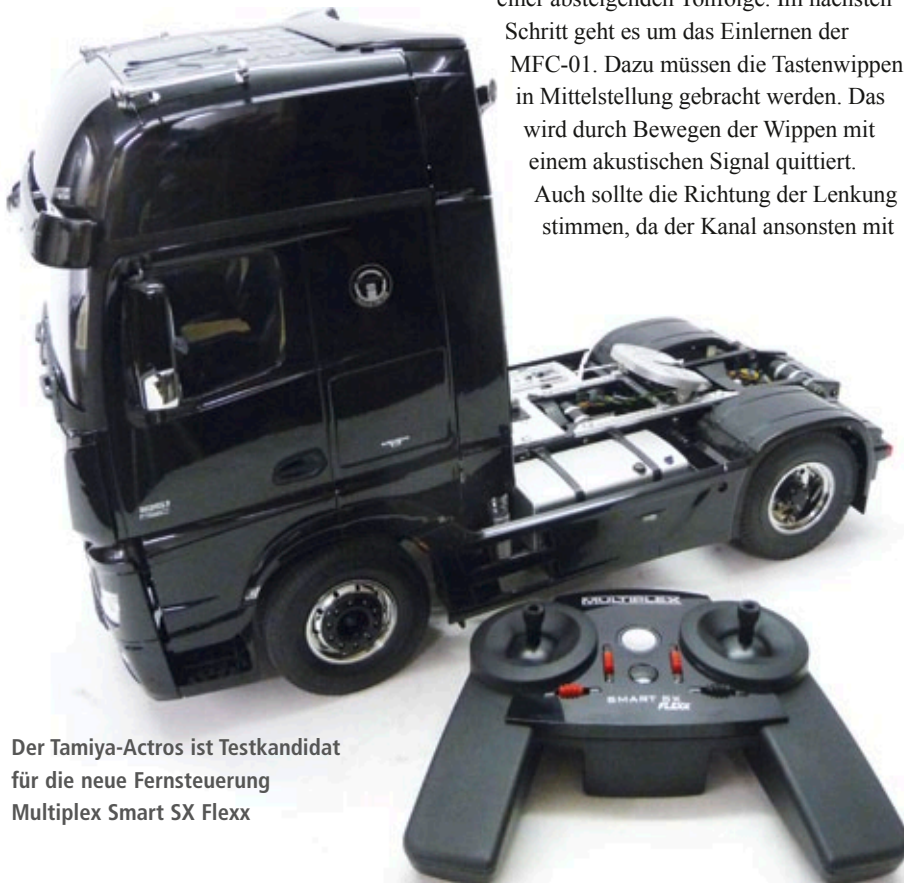 einer absteigenden Tonfolge. Im nächsten
Schritt geht es um das Einlernen der
MFC-01. Dazu müssen die Tastenwippen
in Mittelstellung gebracht werden. Das
wird durch Bewegen der Wippen mit
einem akustischen Signal quittiert.
Auch sollte die Richtung der Lenkung
stimmen, da der Kanal ansonsten mit
MULTIPLEX
SMART SX
FLEXX
Der Tamiya-Actros ist Testkandidat
für die neue Fernsteuerung
Multiplex Smart SX Flexx